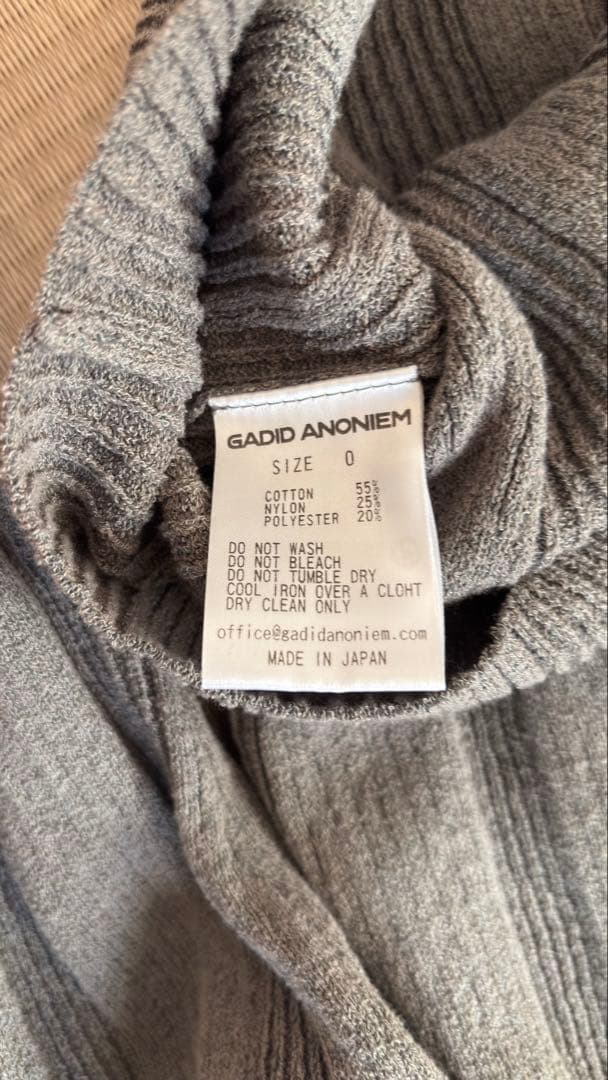 GADID ANONIEM
SIZE 0
COTTON 55%
NYLON 25%
POLYESTER 20%
DO NOT WASH
DO NOT BLEACH
DO NOT TUMBLE DRY
COOL IRON OVER A CLOHT
DRY CLEAN ONLY
office@gadidanoniem.com
MADE IN JAPAN